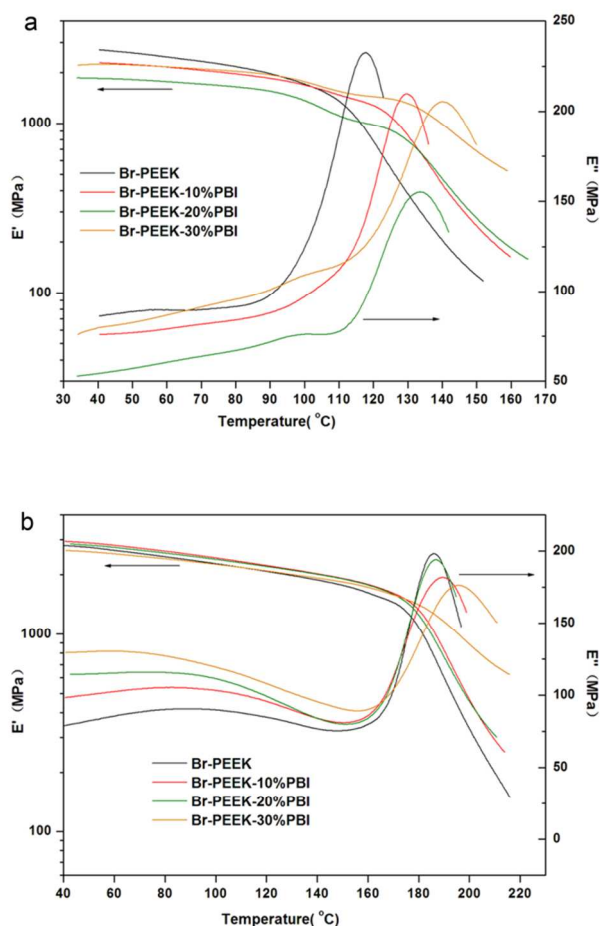 a
250
200
150
100
50
1000
100
E' (MPa)
E'' (MPa)
Br-PEEK
Br-PEEK-10%PBI
Br-PEEK-20%PBI
Br-PEEK-30%PBI
30 40 50 60 70 80 90 100 110 120 130 140 150 160 170
Temperature( °C)
b
200
150
100
50
0
1000
100
E' (MPa)
E'' (MPa)
Br-PEEK
Br-PEEK-10%PBI
Br-PEEK-20%PBI
Br-PEEK-30%PBI
40 60 80 100 120 140 160 180 200 220
Temperature( °C)